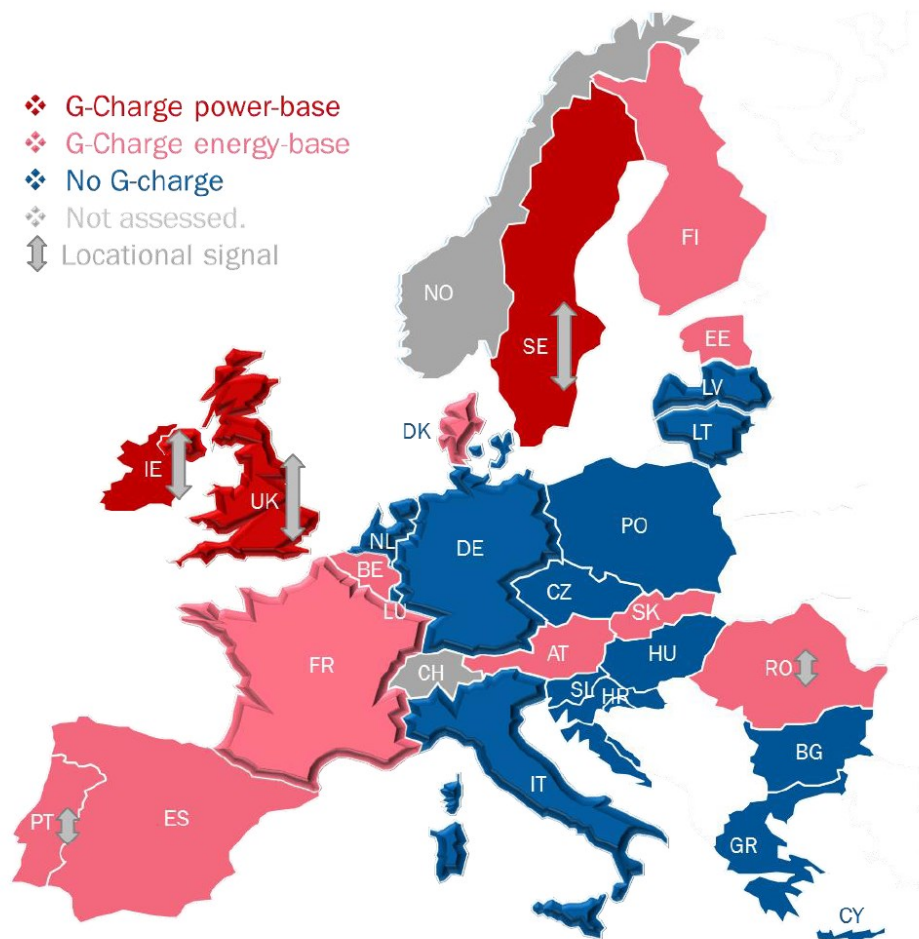 G-Charge power-base
G-Charge energy-base
No G-charge
Not assessed.
Locational signal
FI
NO
SE
EE
LV
LT
DK
IE
UK
NL
DE
PO
BE
CZ
LU
SK
FR
AT
HU
CH
RO
SL
HR
BG
IT
PT
ES
GR
CY